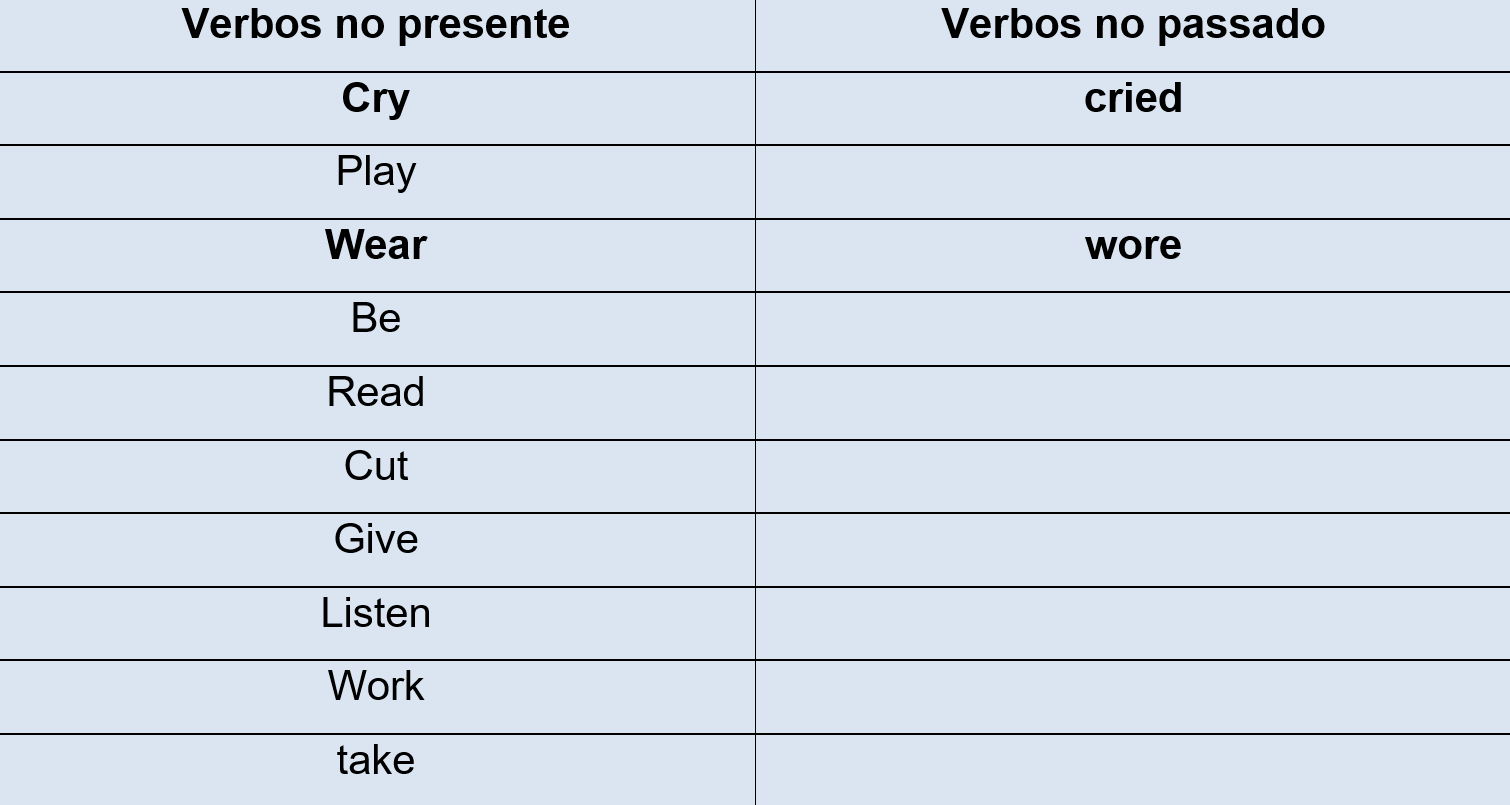 Verbos no presente Verbos no passado
Cry cried
Play
Wear wore
Be
Read
Cut
Give
Listen
Work
take